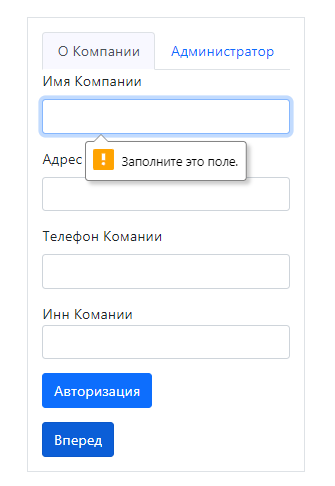 О Компании Администратор
Имя Компании
Заполните это поле.
Адрес
Телефон Комании
Инн Комании
Авторизация
Вперед